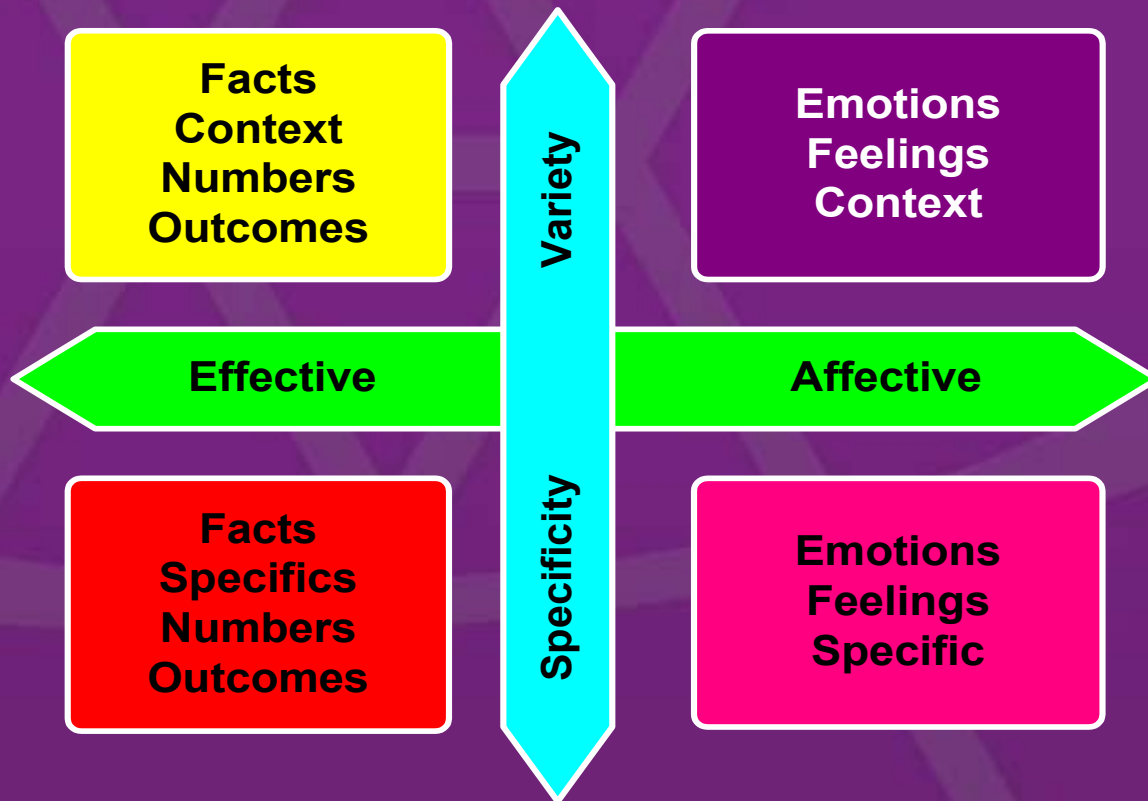 Facts
Context
Numbers
Outcomes
Variety
Emotions
Feelings
Context
Effective
Affective
Facts
Specifics
Numbers
Outcomes
Specificity
Emotions
Feelings
Specific